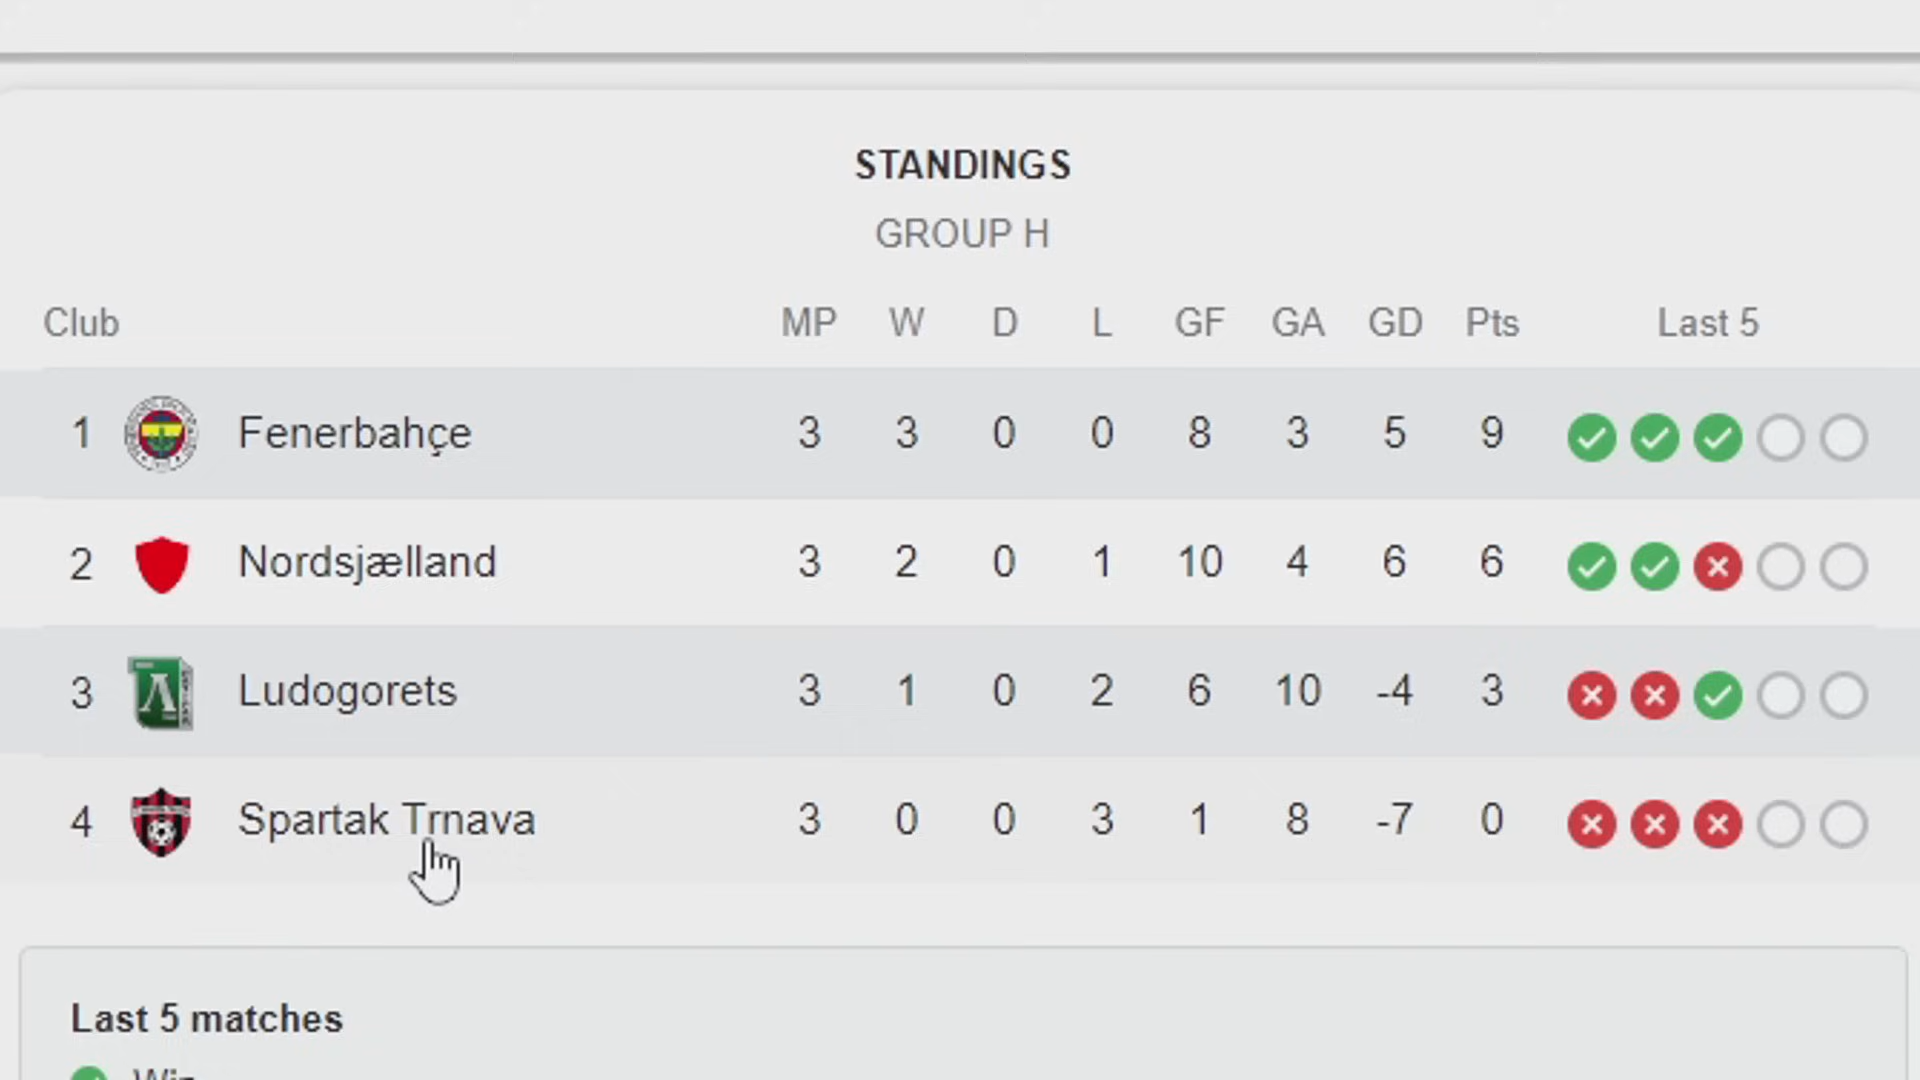 STANDINGS
GROUP H
Club MP W D L GF GA GD Pts Last 5
1 Fenerbahçe 3 3 0 0 8 3 5 9
2 Nordsjælland 3 2 0 1 10 4 6 6
3 Ludogorets 3 1 0 2 6 10 -4 3
4 Spartak Trnava 3 0 0 3 1 8 -7 0
Last 5 matches
Win